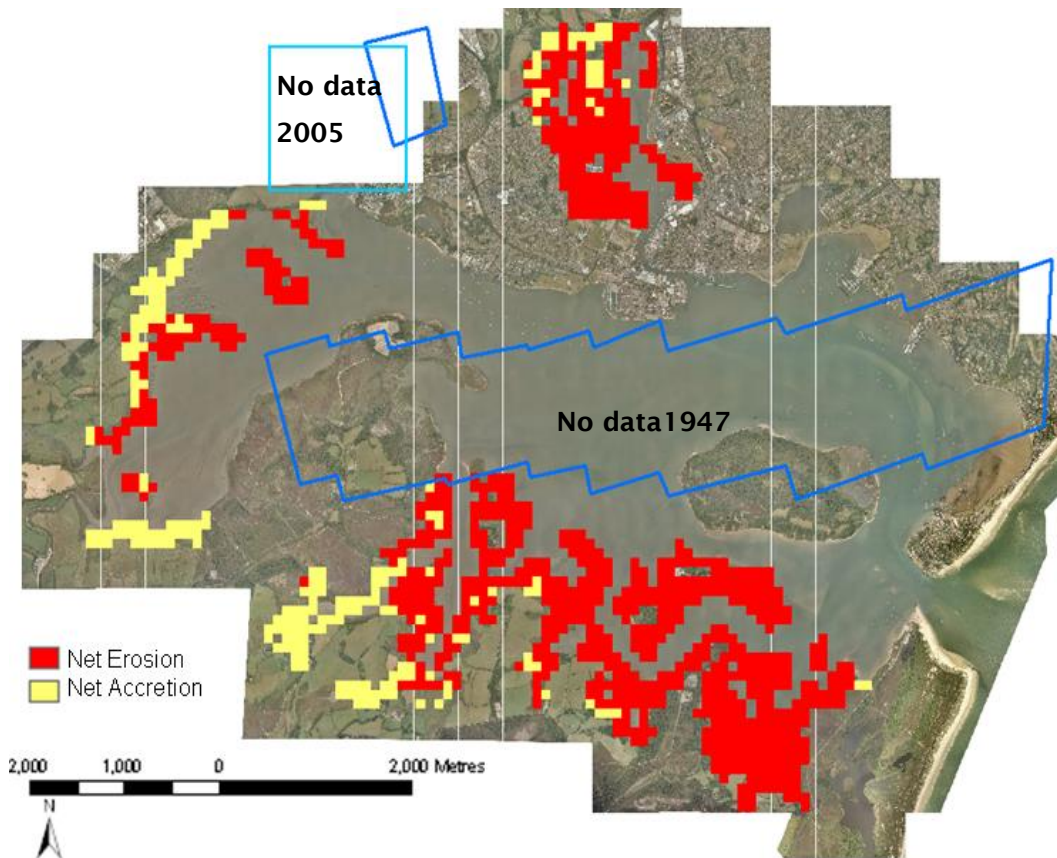 No data
2005
No data1947
Net Erosion
Net Accretion
2,000 1,000 0 2,000 Metres
N